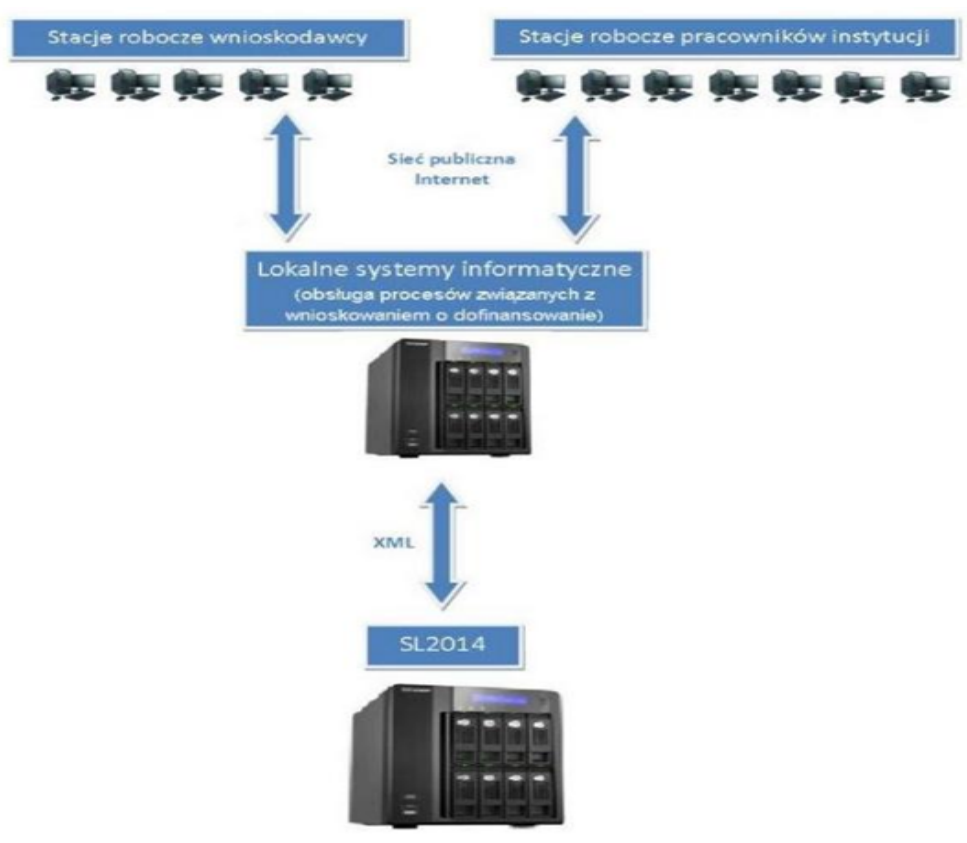 Stacje robocze wnioskodawcy
Stacje robocze pracowników instytucji
Sieć publiczna
Internet
Lokalne systemy informatyczne
(obsługa procesów związanych z
wnioskowaniem o dofinansowanie)
XML
SL2014